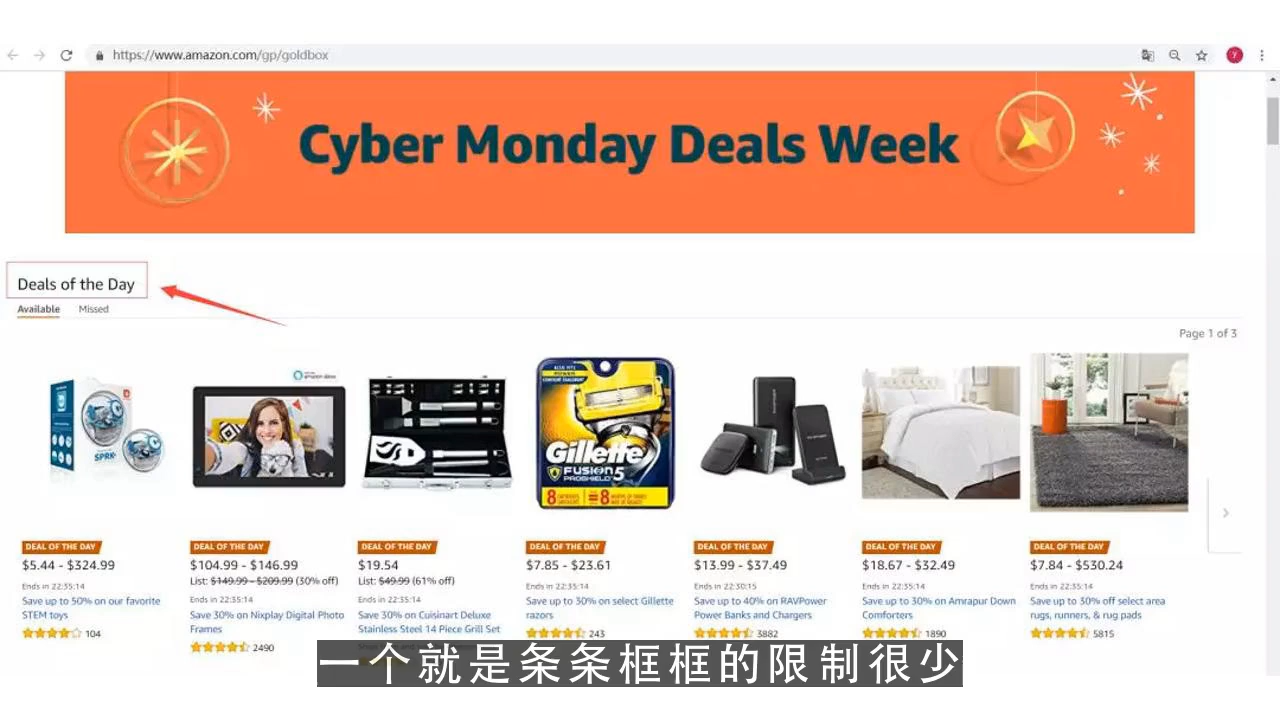 https://www.amazon.com/gp/goldbox
y
Cyber Monday Deals Week
Deals of the Day
Available Missed
Page 1 of 3
SPRK+
Gillette
FUSION5
PROSHIELD
8 = 8
DEAL OF THE DAY
$5.44 - $324.99
Ends in 22:35:14
Save up to 50% on our favorite
STEM toys
104
DEAL OF THE DAY
$104.99 - $146.99
List: $149.99 - $209.99 (30% off)
Ends in 22:35:14
Save 30% on Nixplay Digital Photo
Frames
2490
DEAL OF THE DAY
$19.54
List: $49.99 (61% off)
Ends in 22:35:14
Save 30% on Cuisinart Deluxe
Stainless Steel 14 Piece Grill Set
DEAL OF THE DAY
$7.85 - $23.61
Ends in 22:35:14
Save up to 30% on select Gillette
razors
243
DEAL OF THE DAY
$13.99 - $37.49
Ends in 22:30:15
Save up to 40% on RAVPower
Power Banks and Chargers
3882
DEAL OF THE DAY
$18.67 - $32.49
Ends in 22:35:14
Save up to 30% on Amrapur Down
Comforters
1890
DEAL OF THE DAY
$7.84 - $530.24
Ends in 22:35:14
Save up to 30% off select area
rugs, runners, & rug pads
5815
一个就是条条框框的限制很少